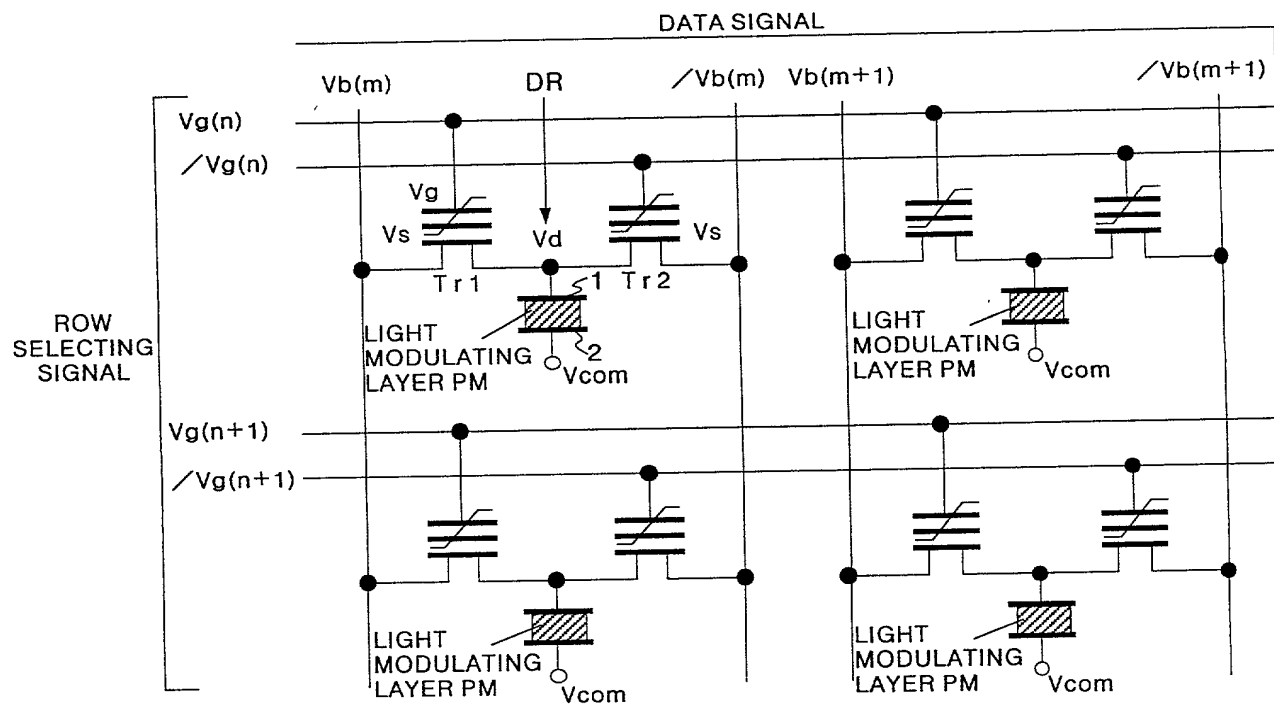 DATA SIGNAL
Vb(m)
DR
/Vb(m)
Vb(m+1)
/Vb(m+1)
Vg(n)
/Vg(n)
Vg
Vs
Vd
Vs
Tr1
1
Tr2
LIGHT
MODULATING
LAYER PM
2
Vcom
LIGHT
MODULATING
LAYER PM
Vcom
ROW
SELECTING
SIGNAL
Vg(n+1)
/Vg(n+1)
LIGHT
MODULATING
LAYER PM
Vcom
LIGHT
MODULATING
LAYER PM
Vcom